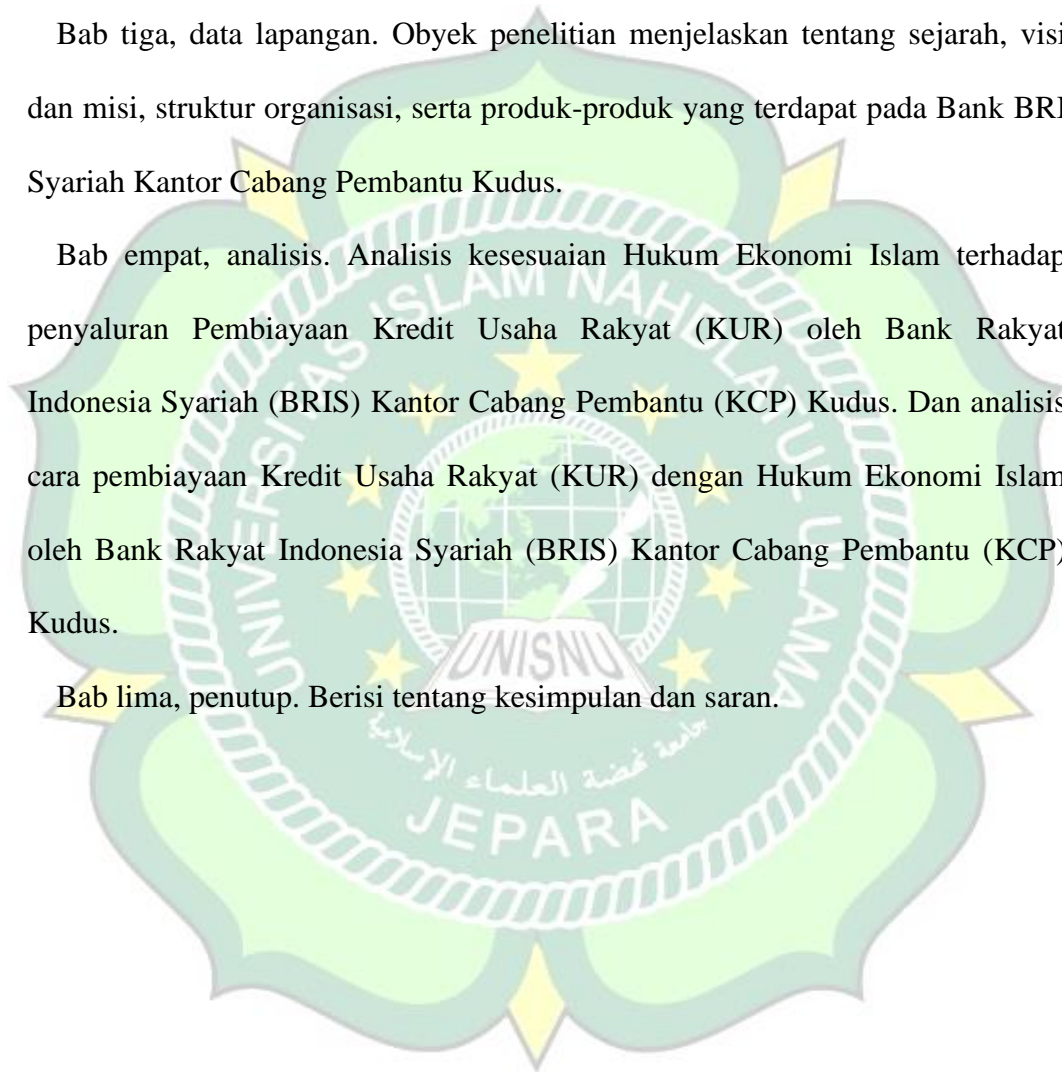 Bab tiga, data lapangan. Obyek penelitian menjelaskan tentang sejarah, visi
dan misi, struktur organisasi, serta produk-produk yang terdapat pada Bank BRI
Syariah Kantor Cabang Pembantu Kudus.
Bab empat, analisis. Analisis kesesuaian Hukum Ekonomi Islam terhadap
penyaluran Pembiayaan Kredit Usaha Rakyat (KUR) oleh Bank Rakyat
Indonesia Syariah (BRIS) Kantor Cabang Pembantu (KCP) Kudus. Dan analisis
cara pembiayaan Kredit Usaha Rakyat (KUR) dengan Hukum Ekonomi Islam
oleh Bank Rakyat Indonesia Syariah (BRIS) Kantor Cabang Pembantu (KCP)
Kudus.
Bab lima, penutup. Berisi tentang kesimpulan dan saran.
UNIVERSITAS ISLAM NAHDLATUL ULAMA
UNISNU
جامعة نهضة العلماء الإسلامية
JEPARA